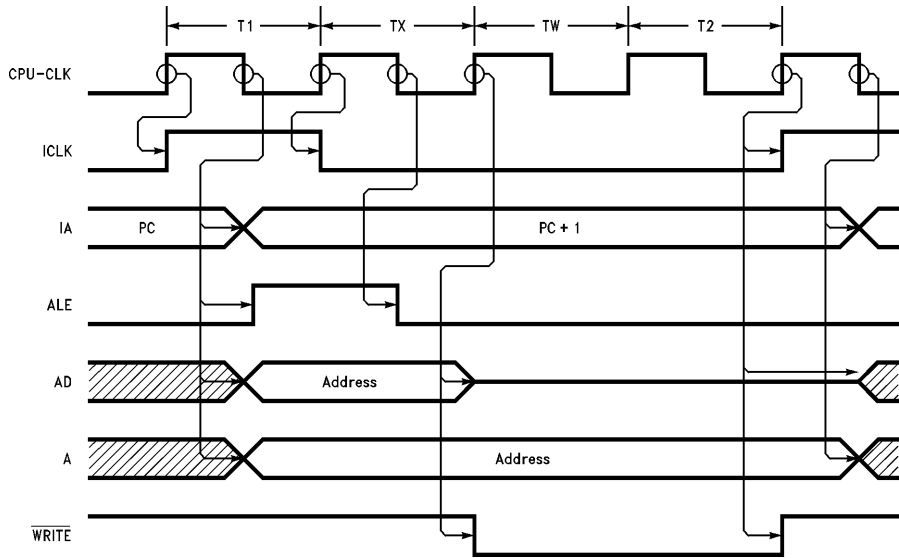 T1 TX TW T2
CPU-CLK
ICLK
IA PC PC + 1
ALE
AD Address
A Address
WRITE